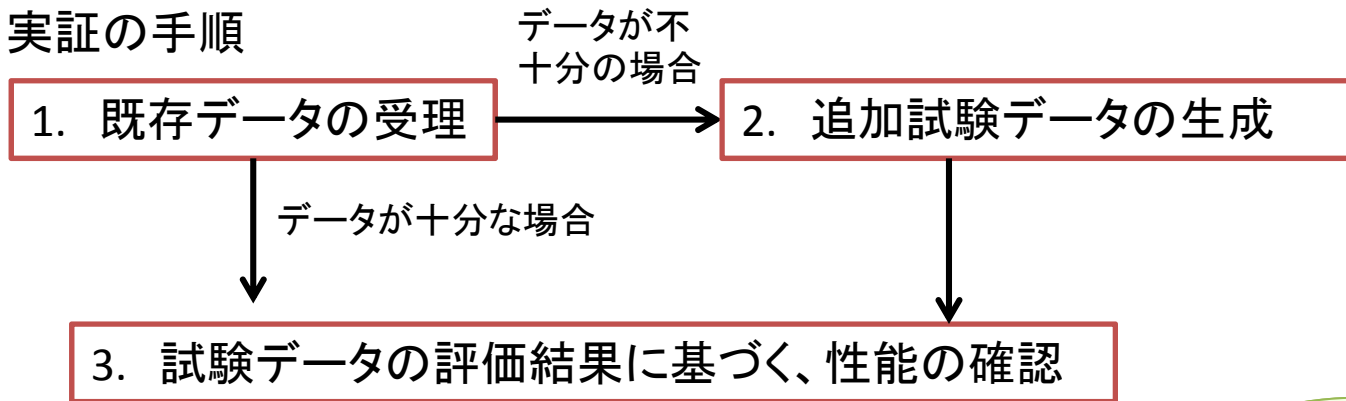 実証の手順
データが不
十分の場合
1. 既存データの受理
2. 追加試験データの生成
データが十分な場合
3. 試験データの評価結果に基づく、性能の確認